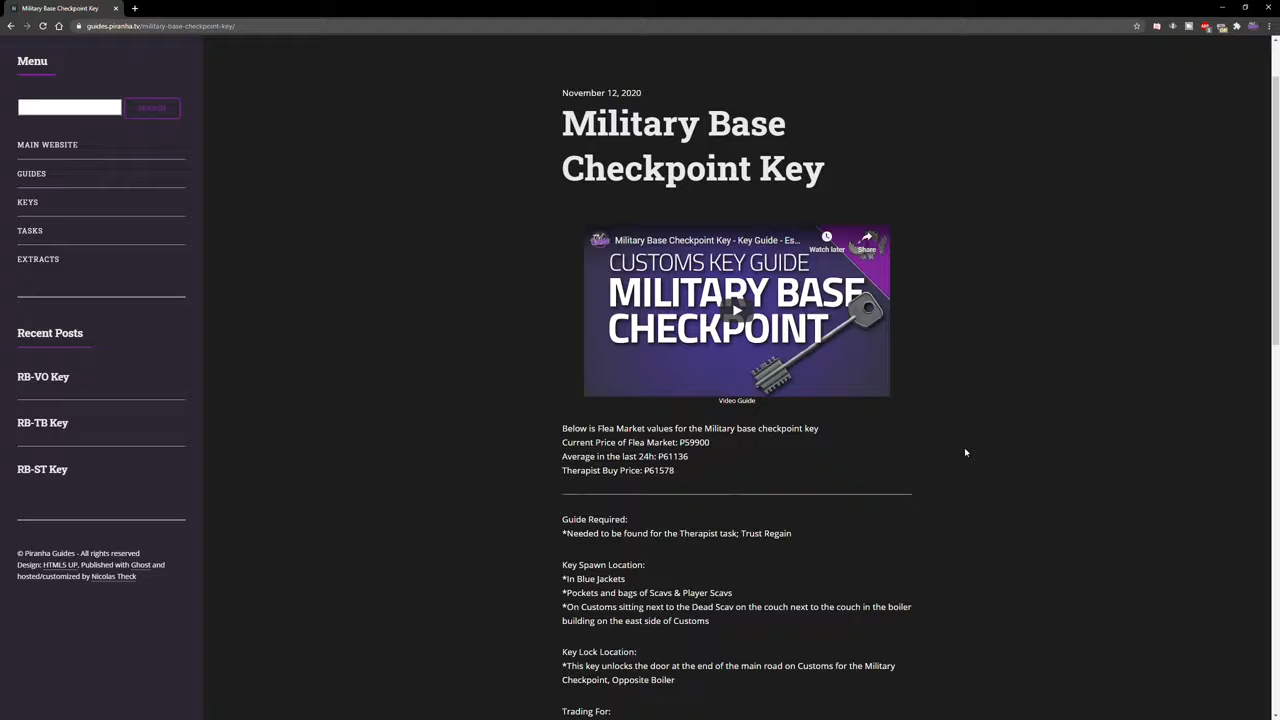 Military Base Checkpoint Key
guides.piranha.tv/military-base-checkpoint-key/
Menu
SEARCH
MAIN WEBSITE
GUIDES
KEYS
TASKS
EXTRACTS
Recent Posts
RB-VO Key
RB-TB Key
RB-ST Key
© Piranha Guides - All rights reserved
Design: HTML5 UP, Published with Ghost and
hosted/customized by Nicolas Theck
November 12, 2020
Military Base
Checkpoint Key
Military Base Checkpoint Key - Key Guide - Es...
Watch later
Share
CUSTOMS KEY GUIDE
MILITARY BASE
CHECKPOINT
Video Guide
Below is Flea Market values for the Military base checkpoint key
Current Price of Flea Market: ₽59900
Average in the last 24h: ₽61136
Therapist Buy Price: ₽61578
Guide Required:
*Needed to be found for the Therapist task; Trust Regain
Key Spawn Location:
*In Blue Jackets
*Pockets and bags of Scavs & Player Scavs
*On Customs sitting next to the Dead Scav on the couch next to the couch in the boiler
building on the east side of Customs
Key Lock Location:
*This key unlocks the door at the end of the main road on Customs for the Military
Checkpoint, Opposite Boiler
Trading For: